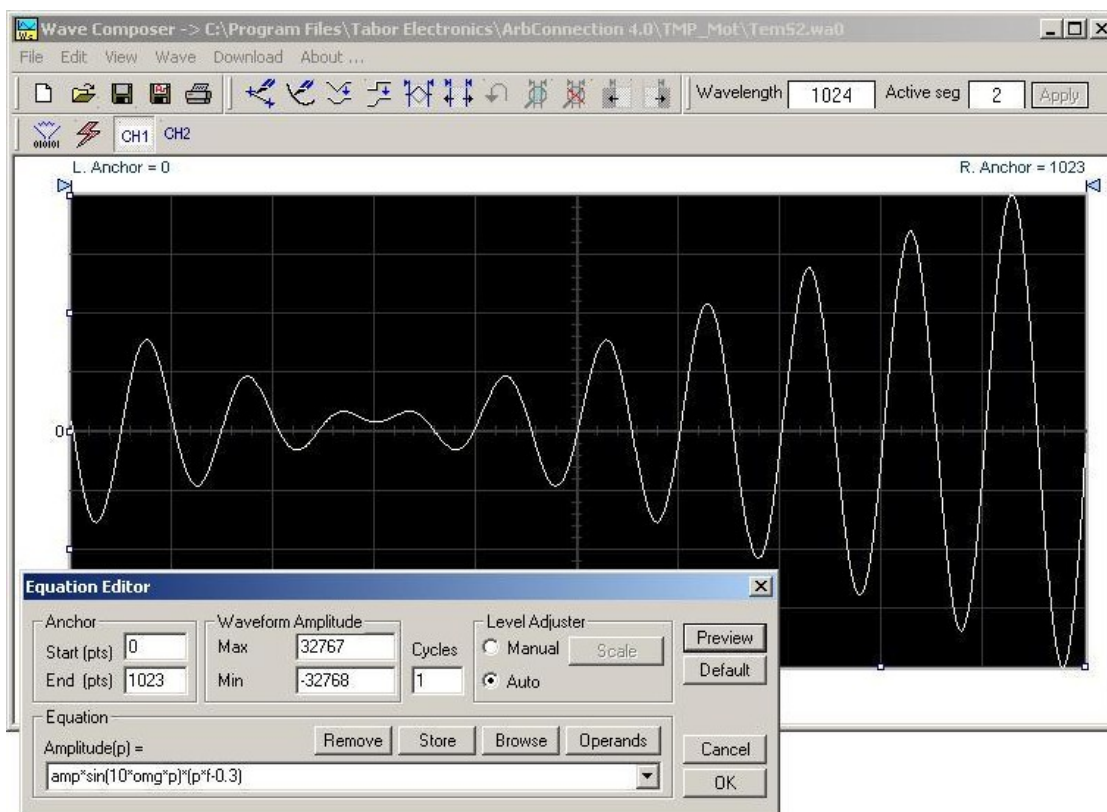 Wave Composer -> C:\Program Files\Tabor Electronics\ArbConnection 4.0\TMP_Mot\Tem52.wa0
File Edit View Wave Download About ...
Wavelength 1024 Active seg 2 Apply
010101 CH1 CH2
L. Anchor = 0 R. Anchor = 1023
0
Equation Editor
Anchor Waveform Amplitude Level Adjuster
Start (pts) 0 Max 32767 Cycles Manual Scale Preview
End (pts) 1023 Min -32768 1 Auto Default
Equation
Amplitude(p) = Remove Store Browse Operands Cancel
amp*sin(10*omg*p)*(p*f-0.3) OK